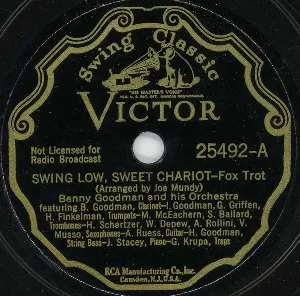 Swing Classic
"HIS MASTER'S VOICE"
VICTOR
Not Licensed for
Radio Broadcast
25492-A
SWING LOW, SWEET CHARIOT-Fox Trot
(Arranged by Joe Mundy)
Benny Goodman and his Orchestra
featuring B. Goodman, Clarinet-I. Goodman, G. Griffen,
H. Finkelman, Trumpets-M. McEachern, S. Ballard,
Trombones-H. Schertzer, W. Depew, A. Rollini, V.
Musso, Saxophones-A. Ruess, Guitar-H. Goodman,
String Bass-J. Stacey, Piano-G. Krupa, Traps
RCA Manufacturing Co., Inc.
Camden, N.J., U.S.A.